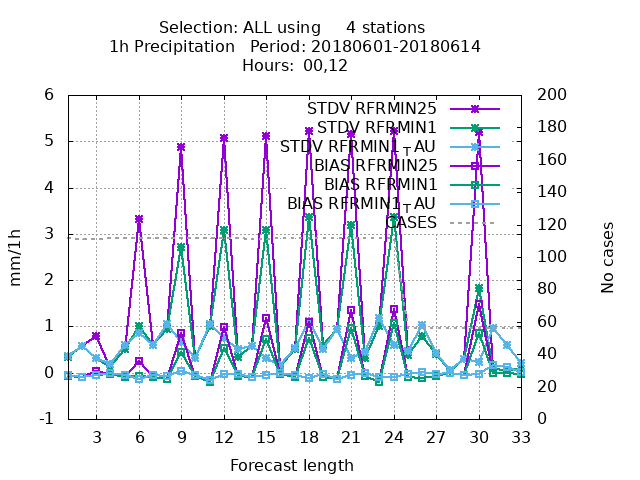 Selection: ALL using     4 stations
1h Precipitation   Period: 20180601-20180614
Hours: 00,12
STDV RFRMIN25
STDV RFRMIN1
STDV RFRMIN1_TAU
BIAS RFRMIN25
BIAS RFRMIN1
BIAS RFRMIN1_TAU
CASES
6
5
4
3
2
1
0
-1
mm/1h
200
180
160
140
120
100
80
60
40
20
0
No cases
3 6 9 12 15 18 21 24 27 30 33
Forecast length